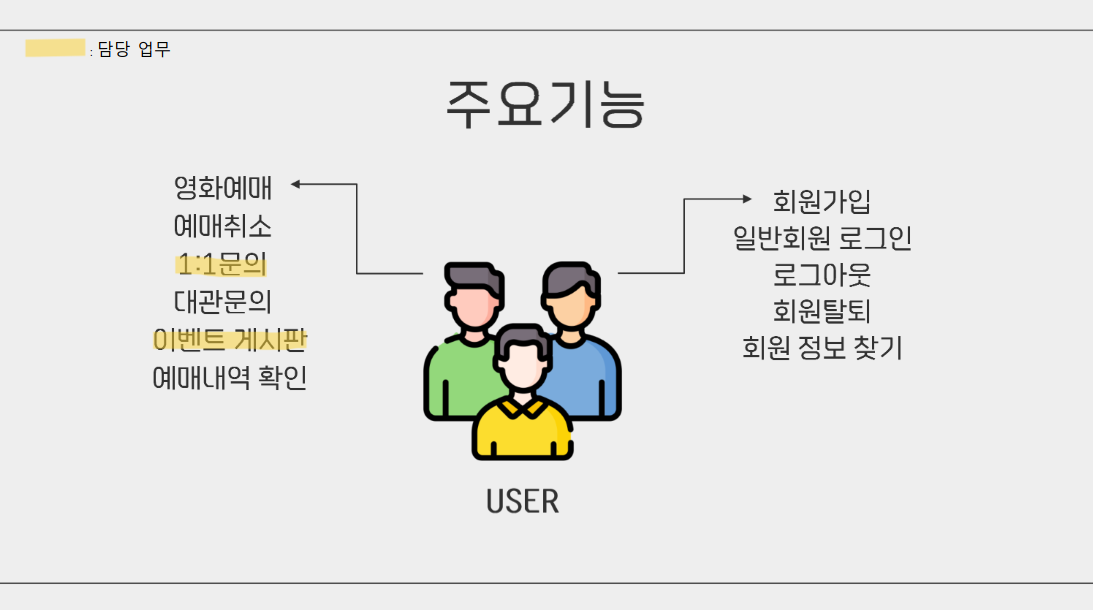 : 담당 업무
주요기능
영화예매
예매취소
1:1문의
대관문의
이벤트 게시판
예매내역 확인
회원가입
일반회원 로그인
로그아웃
회원탈퇴
회원 정보 찾기
USER